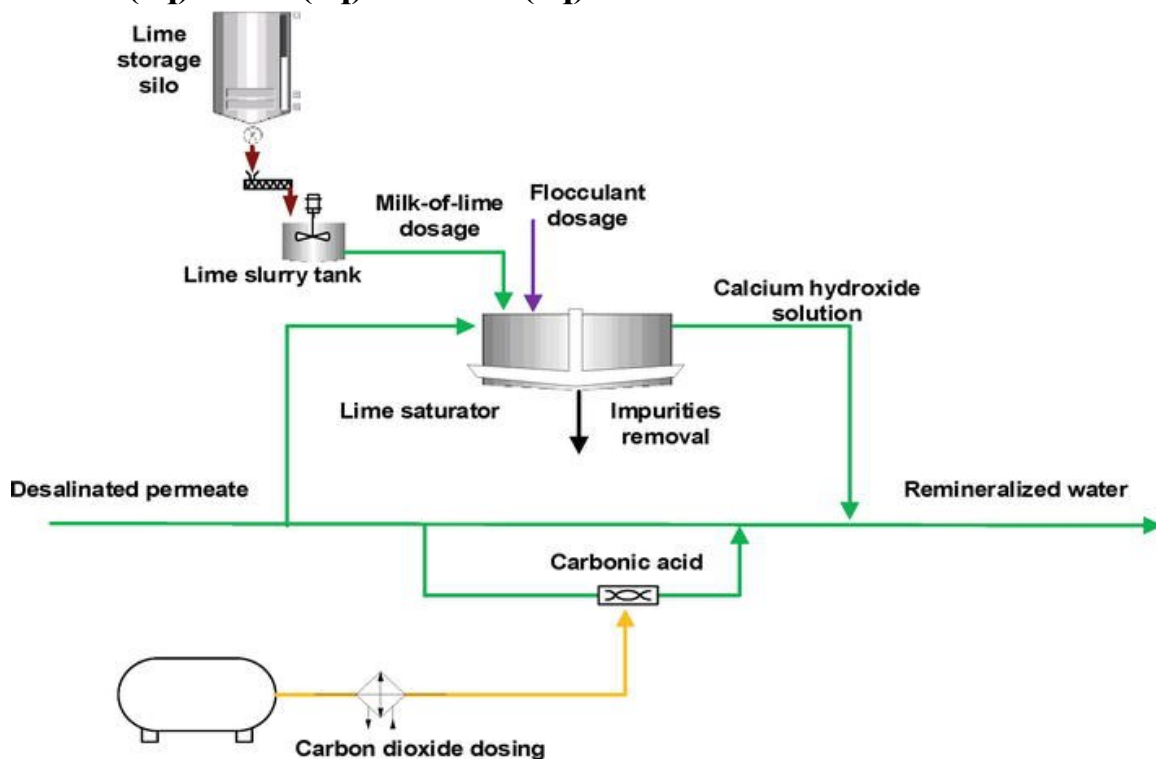 Lime
storage
silo
Milk-of-lime
dosage
Flocculant
dosage
Lime slurry tank
Calcium hydroxide
solution
Lime saturator
Impurities
removal
Desalinated permeate
Remineralized water
Carbonic acid
Carbon dioxide dosing